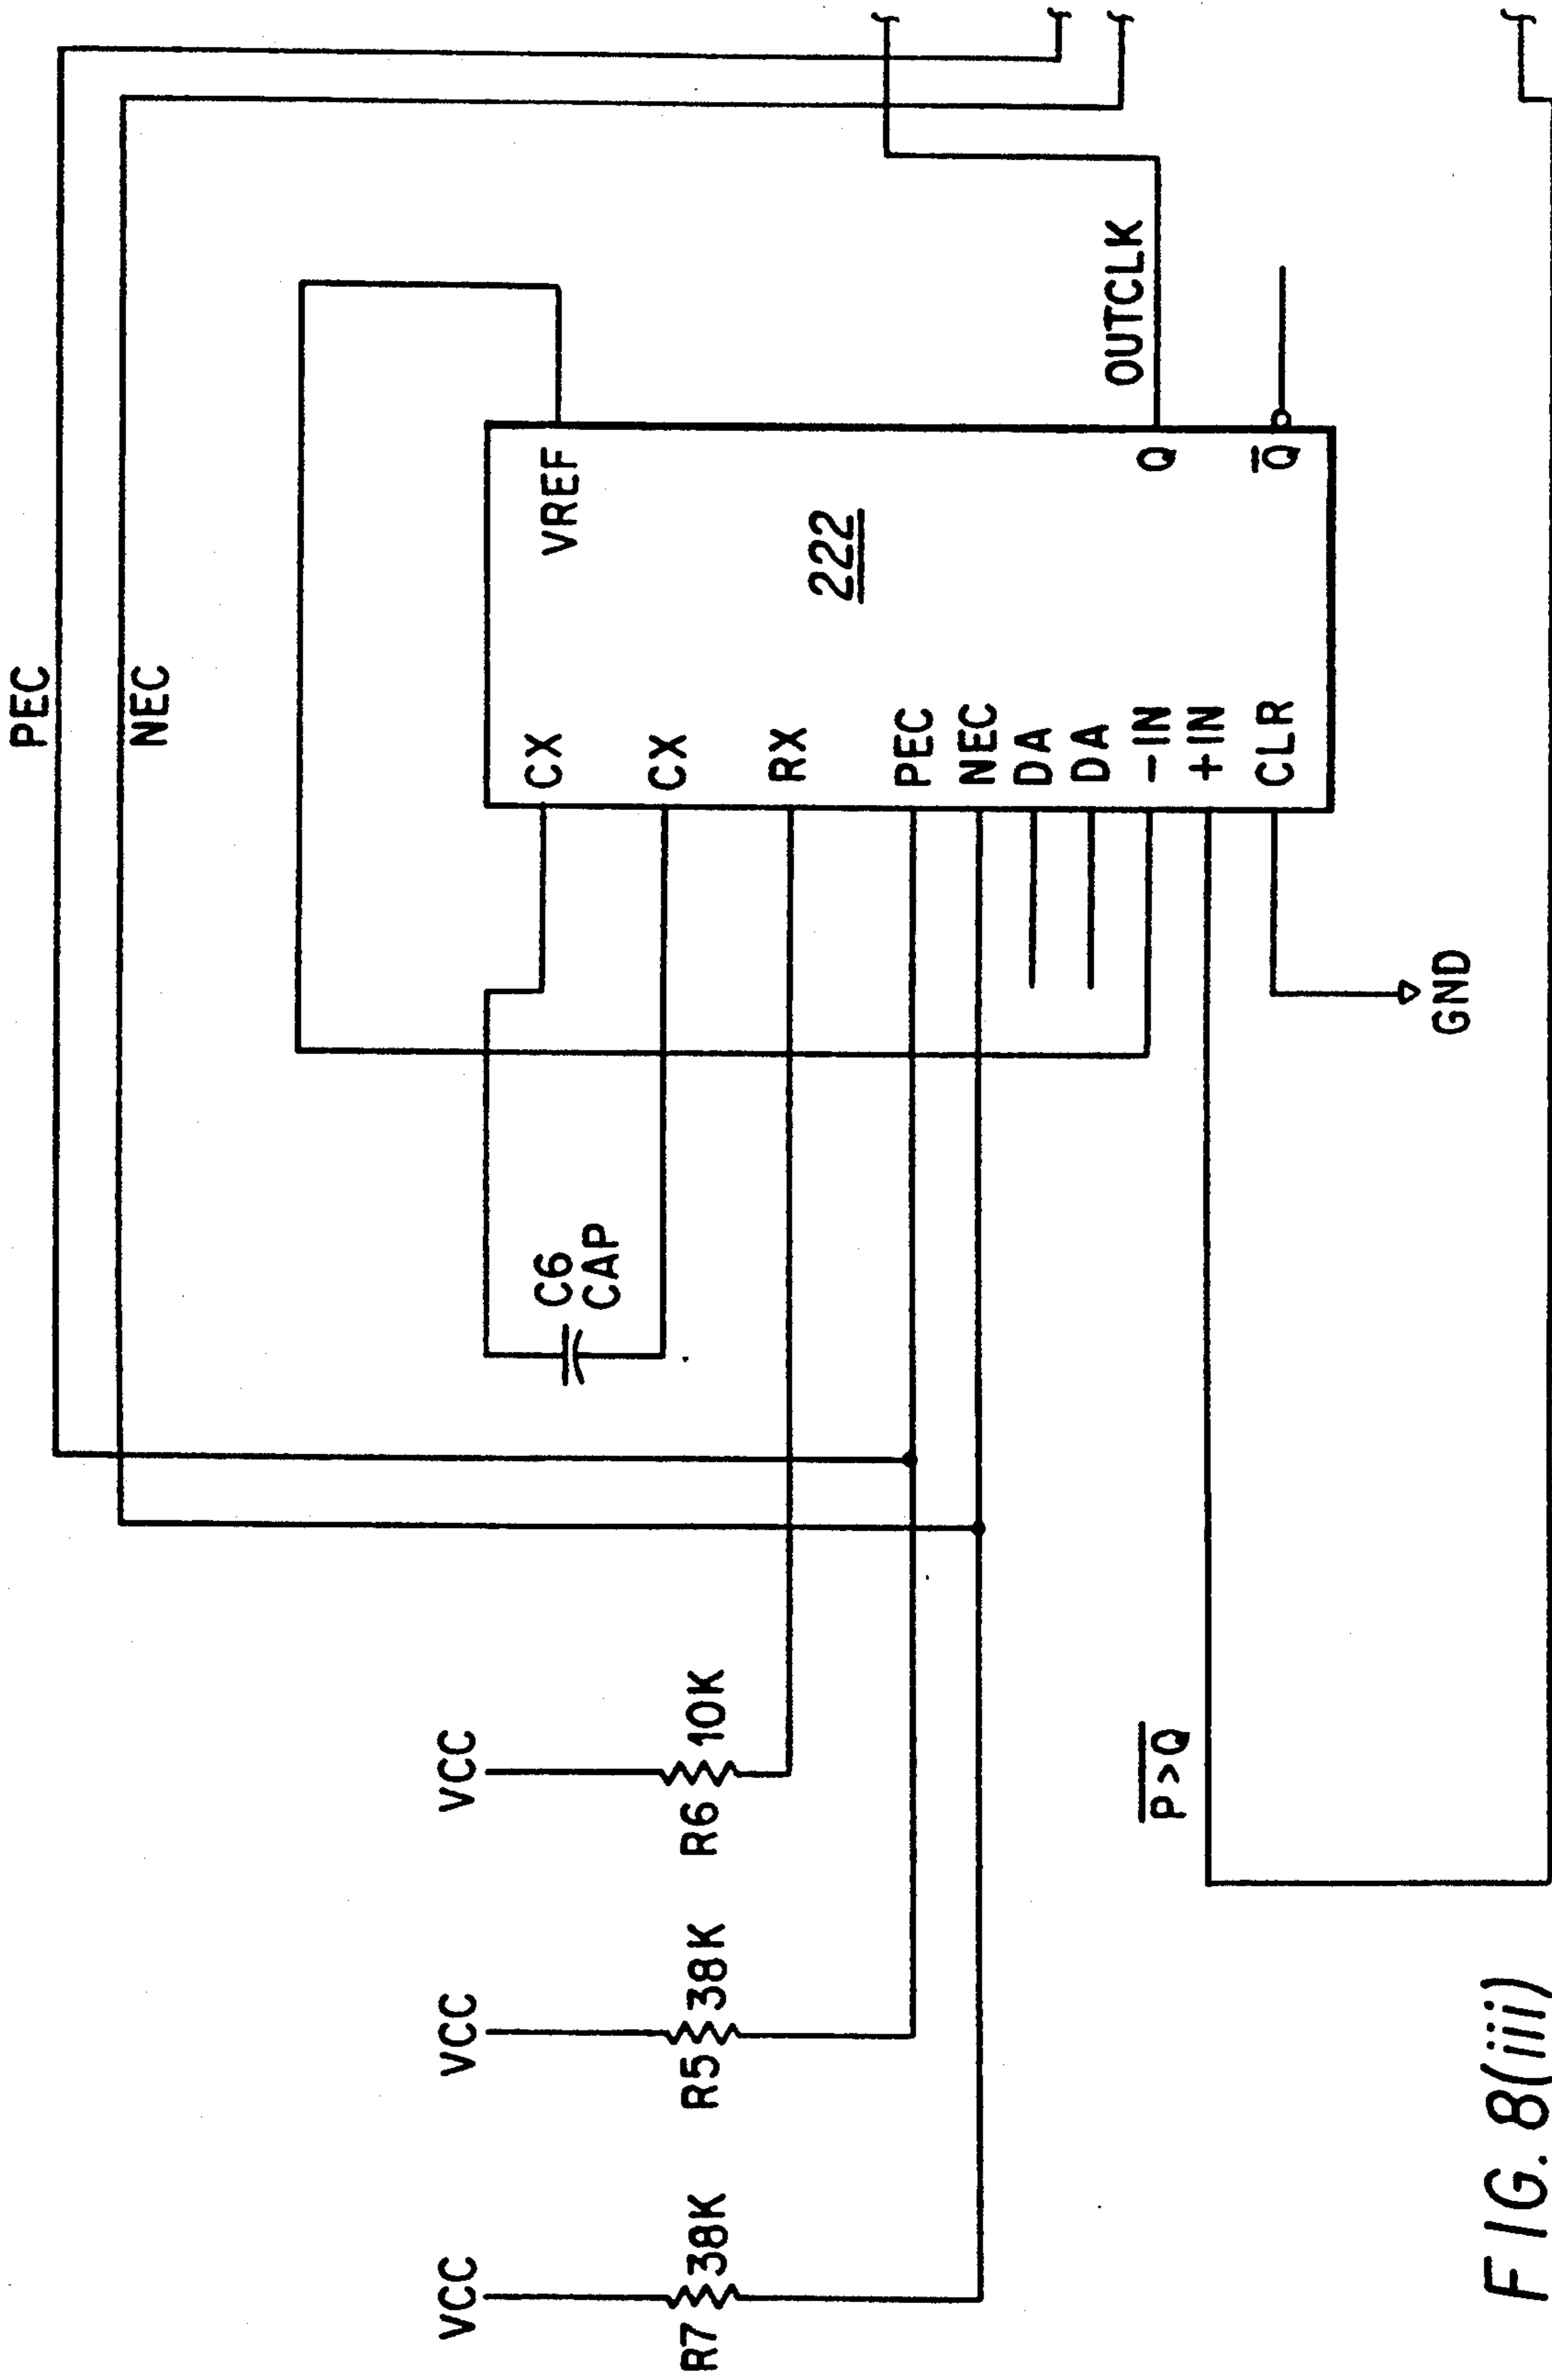 PEC
NEC
VCC
VCC
VCC
R7 38K
R5 38K
R6 10K
C6
CAP
CX
VREF
CX
RX
222
PEC
NEC
DA
DA
-IN
OUTCLK
Q
P>Q
+IN
CLR
Q
GND
FIG. 8(iii)